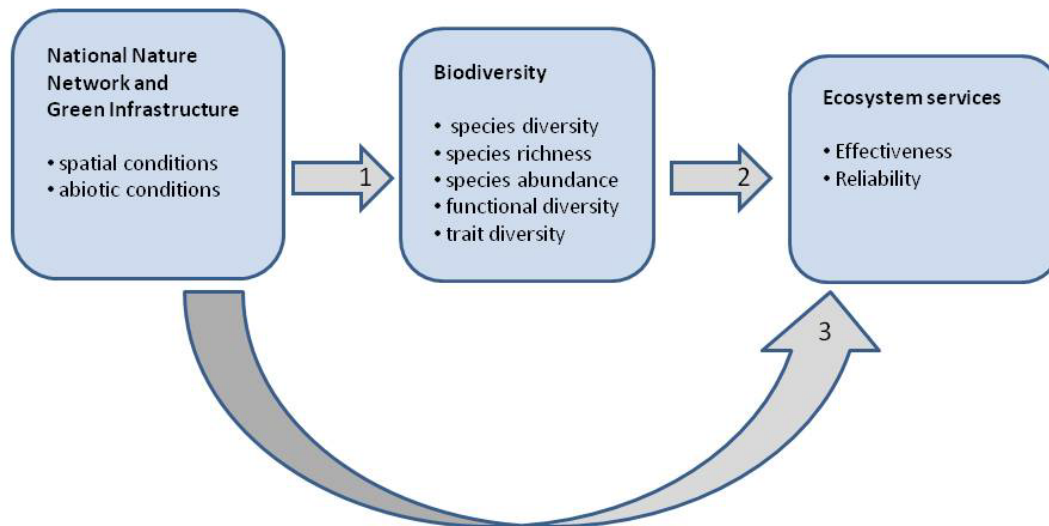 National Nature
Network and
Green Infrastructure
• spatial conditions
• abiotic conditions
1
Biodiversity
• species diversity
• species richness
• species abundance
• functional diversity
• trait diversity
2
Ecosystem services
• Effectiveness
• Reliability
3